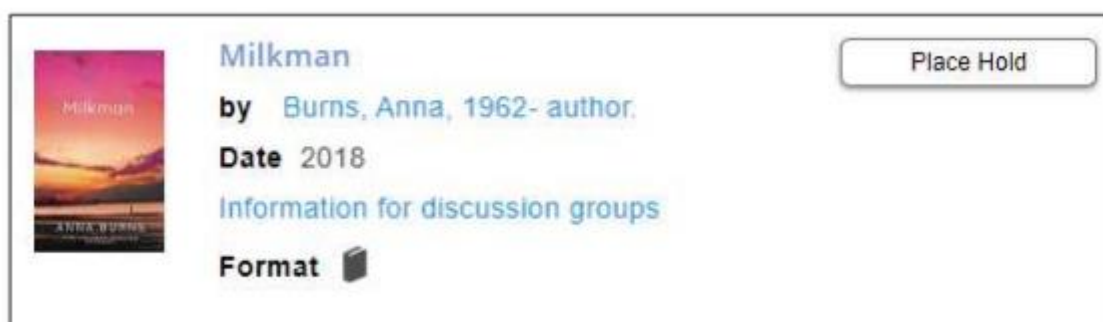 Milkman
Place Hold
by Burns, Anna, 1962- author.
Date 2018
Information for discussion groups
Format
Milkman
ANNA BURNS